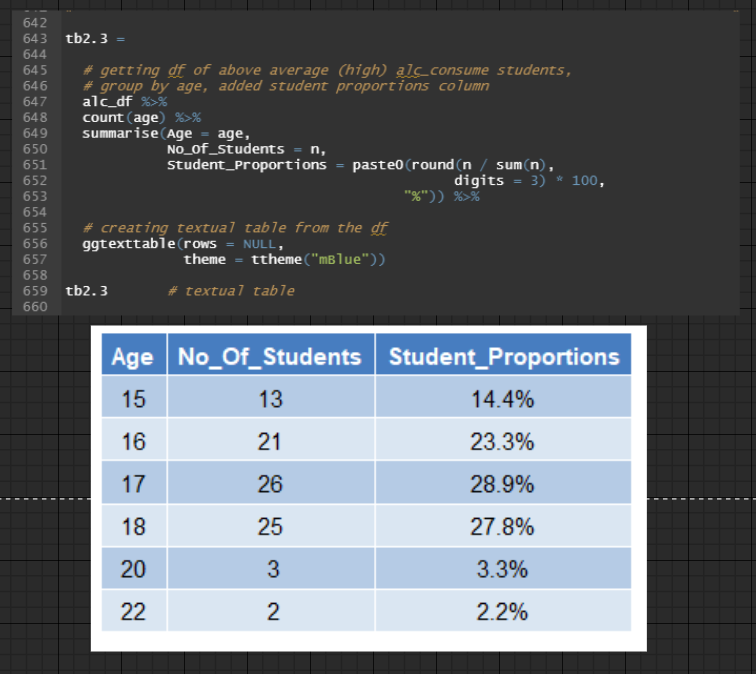 642
643 tb2.3 =
644
645 # getting df of above average (high) alc_consume students,
646 # group by age, added student proportions column
647 alc_df %>%
648 count(age) %>%
649 summarise(Age = age,
650 No_Of_Students = n,
651 Student_Proportions = paste0(round(n / sum(n),
652 digits = 3) * 100,
653 "%")) %>%
654
655 # creating textual table from the df
656 ggtexttable(rows = NULL,
657 theme = ttheme("mBlue"))
658
659 tb2.3 # textual table
660
Age No_Of_Students Student_Proportions
15 13 14.4%
16 21 23.3%
17 26 28.9%
18 25 27.8%
20 3 3.3%
22 2 2.2%